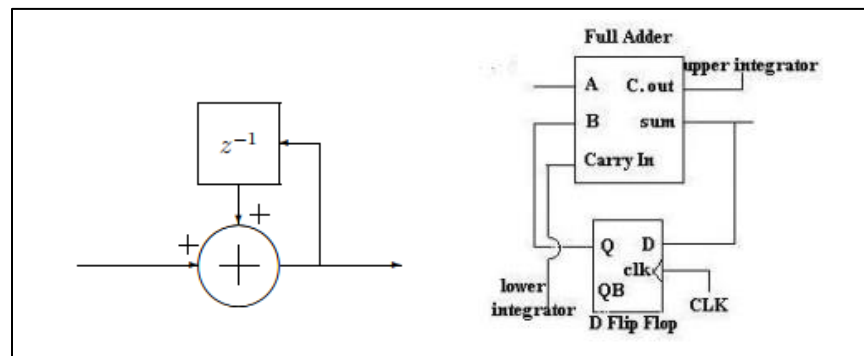 z⁻¹
+
+
+
Full Adder
A C.out
upper integrator
B sum
Carry In
Q D
clk
QB
CLK
lower
integrator
D Flip Flop